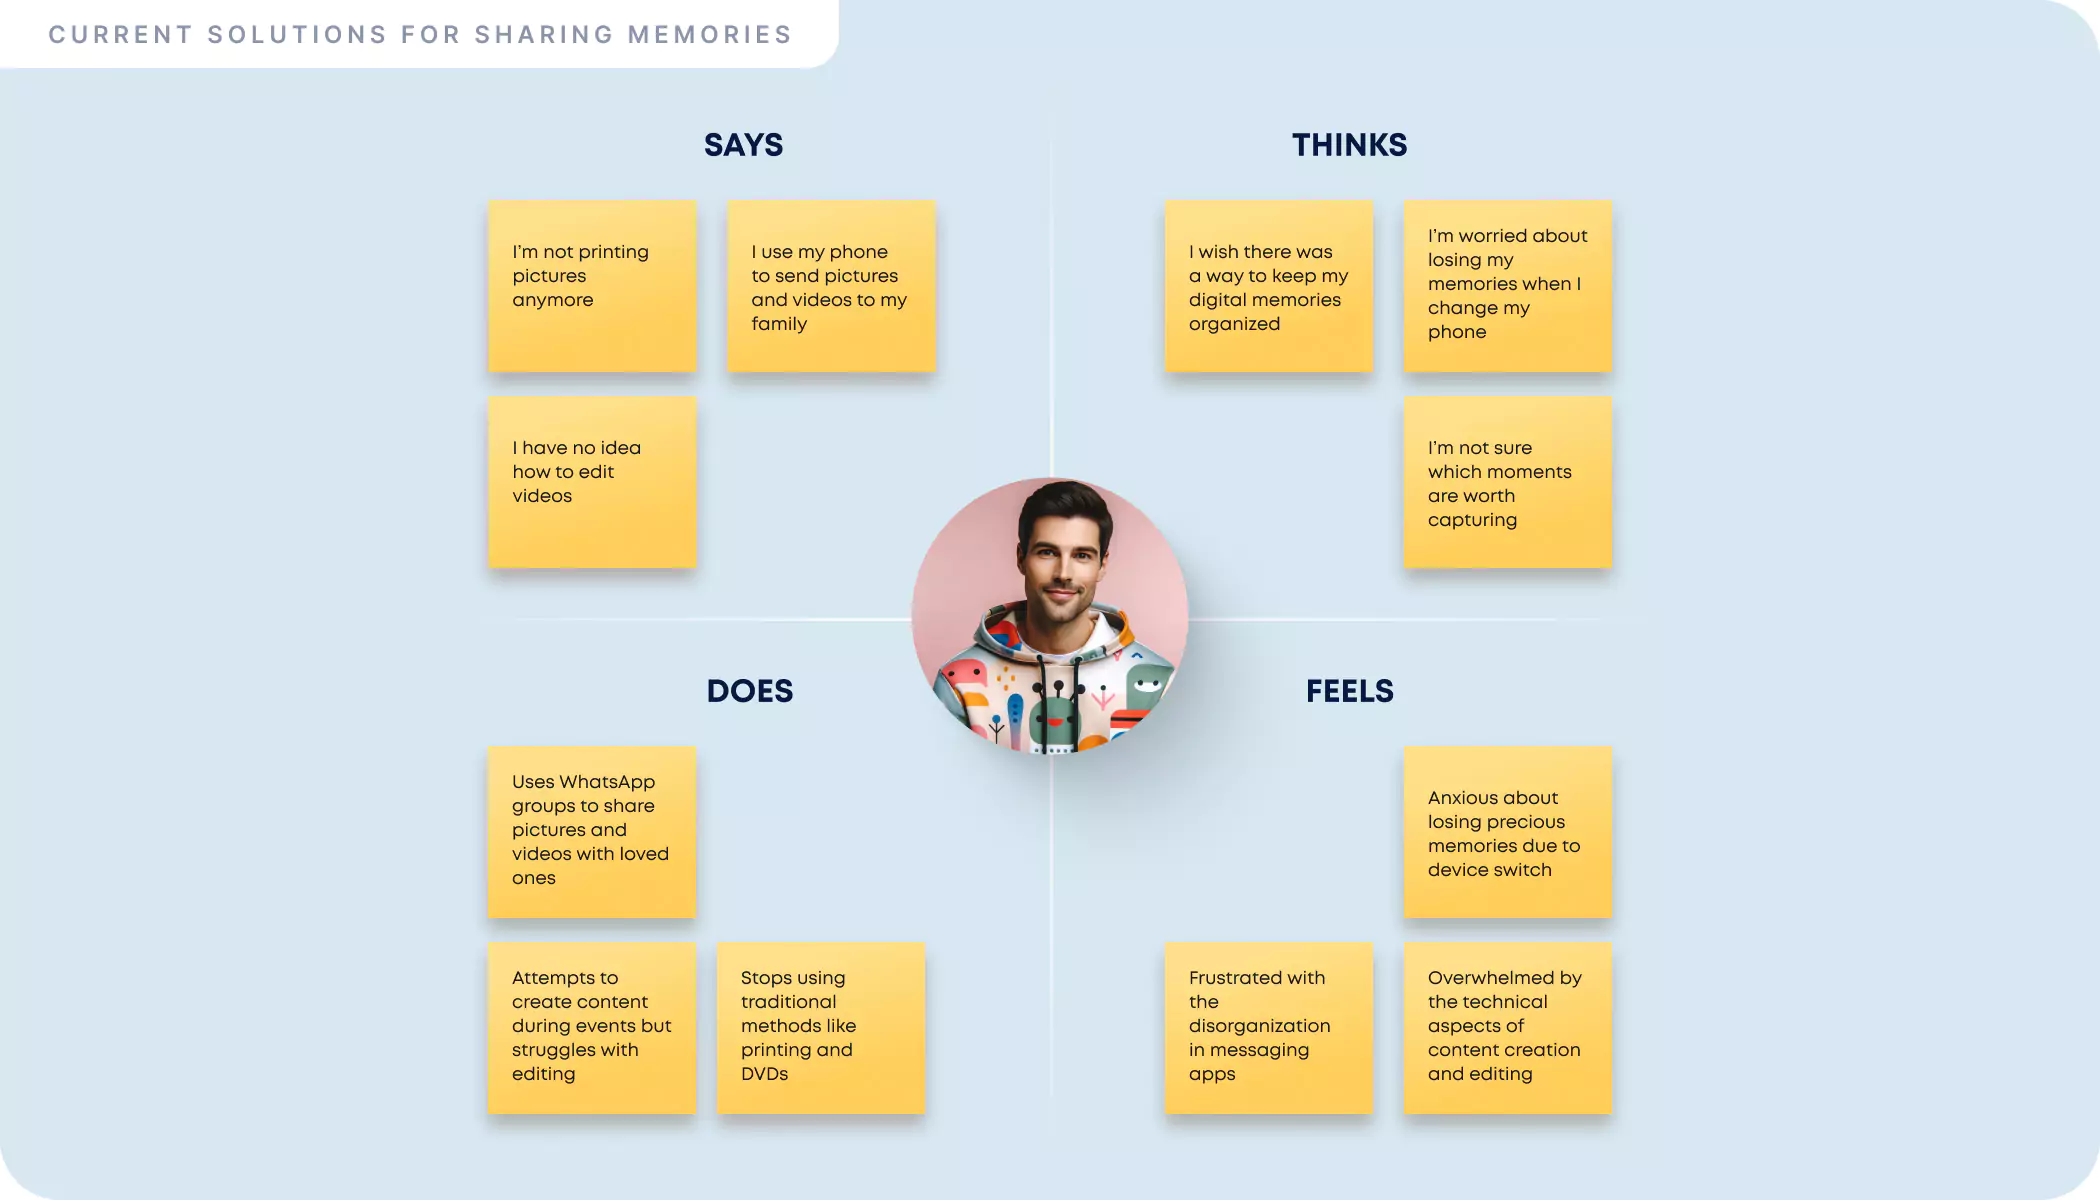 CURRENT SOLUTIONS FOR SHARING MEMORIES
SAYS
I'm not printing
pictures
anymore
I use my phone
to send pictures
and videos to my
family
I have no idea
how to edit
videos
THINKS
I wish there was
a way to keep my
digital memories
organized
I'm worried about
losing my
memories when I
change my
phone
I'm not sure
which moments
are worth
capturing
DOES
Uses WhatsApp
groups to share
pictures and
videos with loved
ones
Attempts to
create content
during events but
struggles with
editing
Stops using
traditional
methods like
printing and
DVDs
FEELS
Anxious about
losing precious
memories due to
device switch
Frustrated with
the
disorganization
in messaging
apps
Overwhelmed by
the technical
aspects of
content creation
and editing